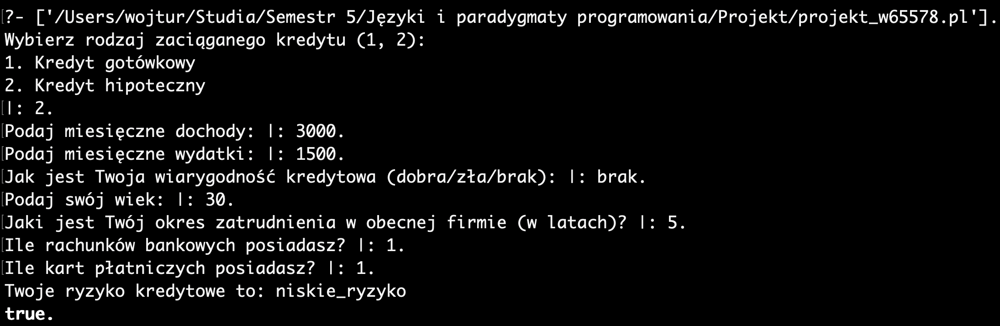 ?- ['/Users/wojtur/Studia/Semestr 5/Języki i paradygmaty programowania/Projekt/projekt_w65578.pl'].
Wybierz rodzaj zaciąganego kredytu (1, 2):
1. Kredyt gotówkowy
2. Kredyt hipoteczny
|: 2.
Podaj miesięczne dochody: |: 3000.
Podaj miesięczne wydatki: |: 1500.
Jak jest Twoja wiarygodność kredytowa (dobra/zła/brak): |: brak.
Podaj swój wiek: |: 30.
Jaki jest Twój okres zatrudnienia w obecnej firmie (w latach)? |: 5.
Ile rachunków bankowych posiadasz? |: 1.
Ile kart płatniczych posiadasz? |: 1.
Twoje ryzyko kredytowe to: niskie_ryzyko
true.